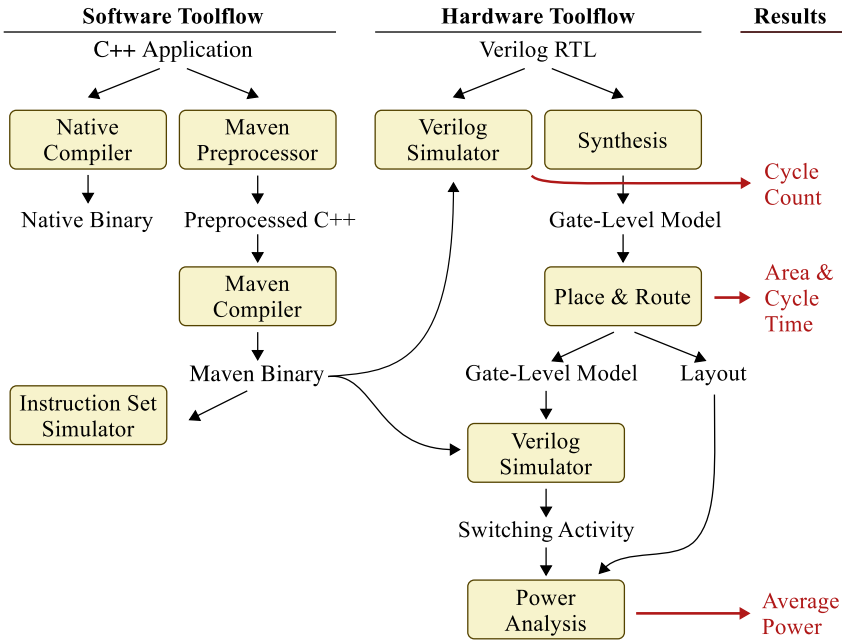 Software Toolflow
Hardware Toolflow
Results
C++ Application
Verilog RTL
Native
Compiler
Maven
Preprocessor
Verilog
Simulator
Synthesis
Cycle
Count
Native Binary
Preprocessed C++
Gate-Level Model
Maven
Compiler
Place & Route
Area &
Cycle
Time
Maven Binary
Gate-Level Model
Layout
Instruction Set
Simulator
Verilog
Simulator
Switching Activity
Power
Analysis
Average
Power